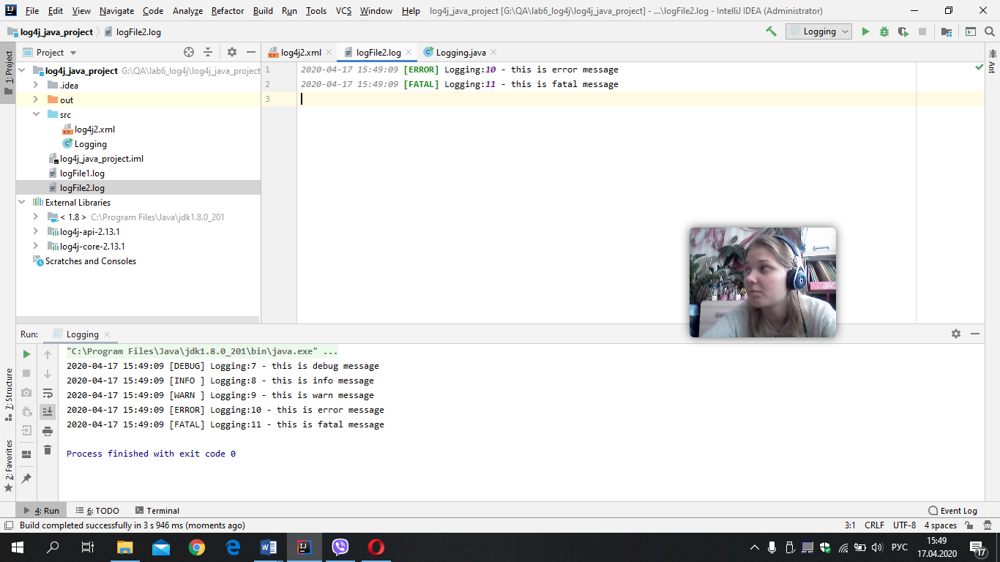 File Edit View Navigate Code Analyze Refactor Build Run Tools VCS Window Help log4j_java_project [G:\QA\lab6_log4j\log4j_java_project] - ...\logFile2.log - IntelliJ IDEA (Administrator)
log4j_java_project logFile2.log Logging
Project log4j2.xml logFile2.log Logging.java
1: Project
Ant
log4j_java_project G:\QA\lab6_log4j\log4j_java_project
.idea
out
src
log4j2.xml
Logging
log4j_java_project.iml
logFile1.log
logFile2.log
External Libraries
< 1.8 > C:\Program Files\Java\jdk1.8.0_201
log4j-api-2.13.1
log4j-core-2.13.1
Scratches and Consoles
1 2020-04-17 15:49:09 [ERROR] Logging:10 - this is error message
2 2020-04-17 15:49:09 [FATAL] Logging:11 - this is fatal message
3
Run: Logging
"C:\Program Files\Java\jdk1.8.0_201\bin\java.exe" ...
2020-04-17 15:49:09 [DEBUG] Logging:7 - this is debug message
2020-04-17 15:49:09 [INFO ] Logging:8 - this is info message
2020-04-17 15:49:09 [WARN ] Logging:9 - this is warn message
2020-04-17 15:49:09 [ERROR] Logging:10 - this is error message
2020-04-17 15:49:09 [FATAL] Logging:11 - this is fatal message
Process finished with exit code 0
7: Structure
2: Favorites
4: Run 6: TODO Terminal Event Log
Build completed successfully in 3 s 946 ms (moments ago) 3:1 CRLF UTF-8 4 spaces
РУС
15:49
17.04.2020
17